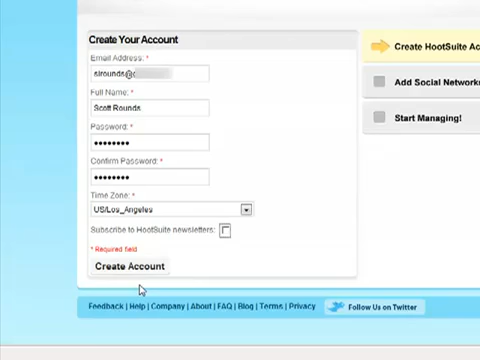 Create Your Account
Email Address: *
slrounds@
Full Name: *
Scott Rounds
Password: *
••••••••
Confirm Password: *
••••••••
Time Zone: *
US/Los_Angeles
Subscribe to HootSuite newsletters:
* Required field
Create Account
Create HootSuite Ac
Add Social Network
Start Managing!
Feedback | Help | Company | About | FAQ | Blog | Terms | Privacy
Follow Us on Twitter